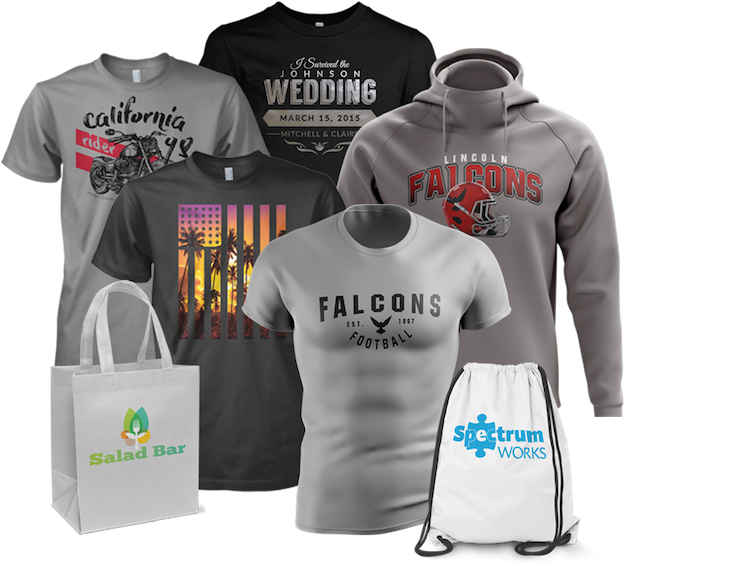 I Survived the
JOHNSON
WEDDING
MARCH 15, 2015
MITCHELL & CLAIRE
california
rider 98
LINCOLN
FALCONS
FALCONS
EST. 1967
FOOTBALL
Salad Bar
Spectrum
WORKS